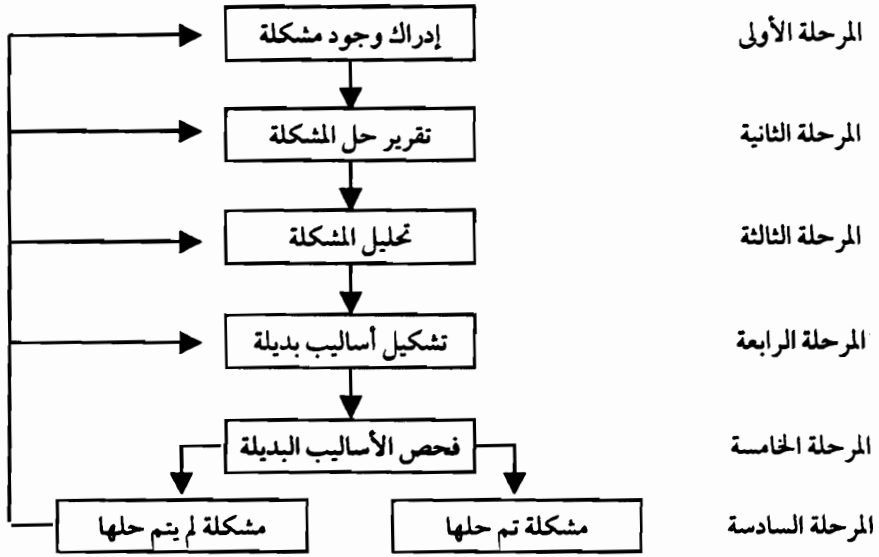 المرحلة الأولى
إدراك وجود مشكلة
المرحلة الثانية
تقرير حل المشكلة
المرحلة الثالثة
تحليل المشكلة
المرحلة الرابعة
تشكيل أساليب بديلة
المرحلة الخامسة
فحص الأساليب البديلة
المرحلة السادسة
مشكلة تم حلها
مشكلة لم يتم حلها